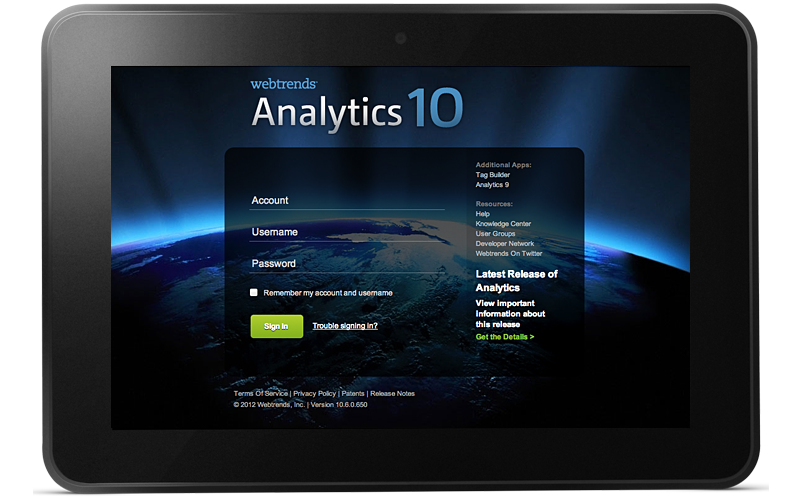 webtrends
Analytics 10
Account
Username
Password
Remember my account and username
Sign in
Trouble signing in?
Additional Apps:
Tag Builder
Analytics 9
Resources:
Help
Knowledge Center
User Groups
Developer Network
Webtrends On Twitter
Latest Release of
Analytics
View important
information about
this release
Get the Details >
Terms Of Service | Privacy Policy | Patents | Release Notes
© 2012 Webtrends, Inc. | Version 10.6.0.650